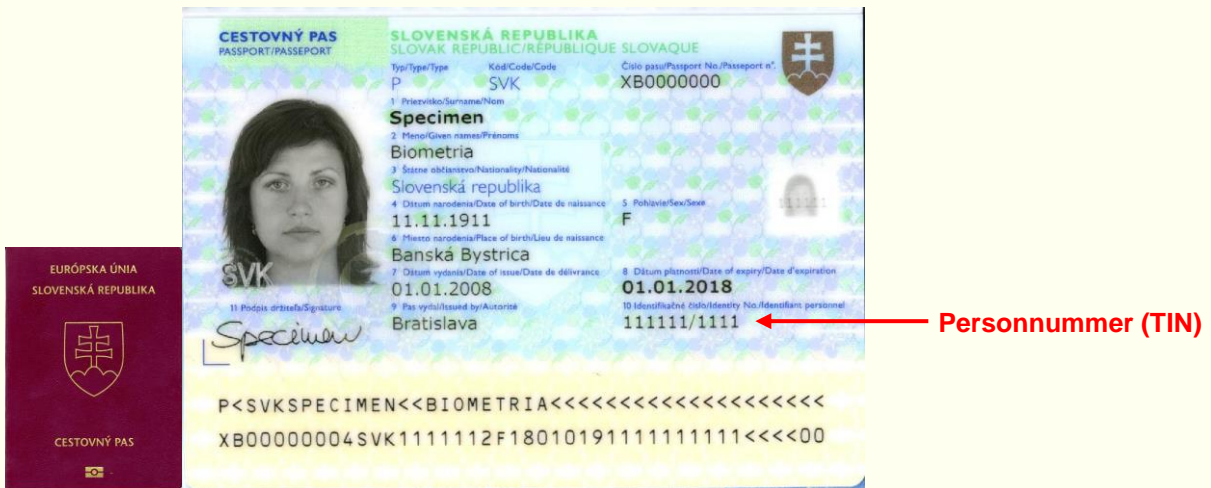 CESTOVNÝ PAS
PASSPORT/PASSEPORT
SLOVENSKÁ REPUBLIKA
SLOVAK REPUBLIC/RÉPUBLIQUE SLOVAQUE
Typ/Type/Type Kód/Code/Code Číslo pasu/Passport No./Passeport n°.
P SVK XB0000000
1 Priezvisko/Surname/Nom
Specimen
2 Meno/Given names/Prénoms
Biometria
3 Štátne občianstvo/Nationality/Nationalité
Slovenská republika
4 Dátum narodenia/Date of birth/Date de naissance 5 Pohlavie/Sex/Sexe
11.11.1911 F
6 Miesto narodenia/Place of birth/Lieu de naissance
Banská Bystrica
7 Dátum vydania/Date of issue/Date de délivrance 8 Dátum platnosti/Date of expiry/Date d'expiration
01.01.2008 01.01.2018
9 Pas vydal/Issued by/Autorité 10 Identifikačné číslo/Identity No./Identifiant personnel
Bratislava 111111/1111
SVK
111111
11 Podpis držiteľa/Signature
Specimen
P<SVKSPECIMEN<<BIOMETRIA<<<<<<<<<<<<<<<<<<<<
XB00000004SVK1111112F1801019111111111<<<<00
EURÓPSKA ÚNIA
SLOVENSKÁ REPUBLIKA
CESTOVNÝ PAS
Personnummer (TIN)